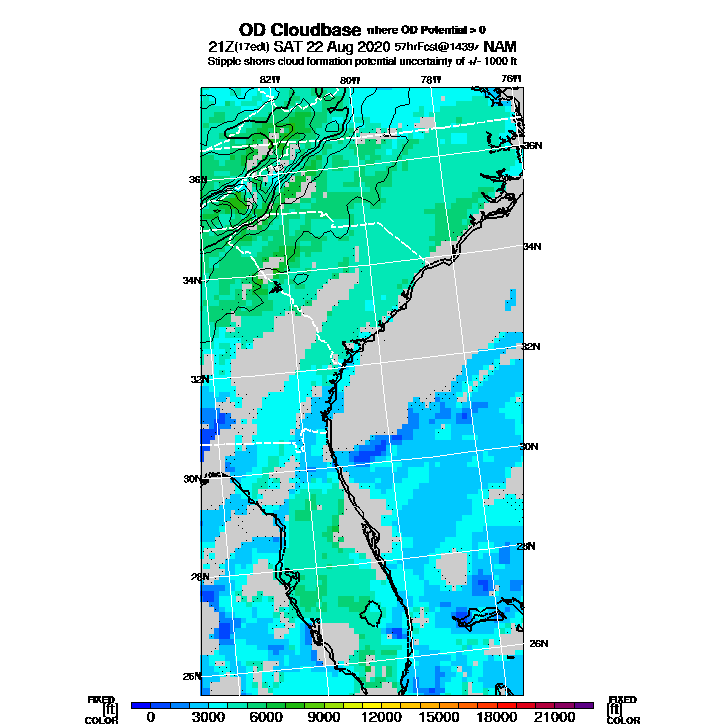 OD Cloudbase where OD Potential > 0
21Z(17edt) SAT 22 Aug 2020 57hrFcst@1439z NAM
Stipple shows cloud formation potential uncertainty of +/- 1000 ft
82W 80W 78W 76W
36N
36N
34N
34N
32N
32N
30N
30N
28N
28N
26N
26N
FIXED FIXED
[ft] [ft]
COLOR COLOR
0 3000 6000 9000 12000 15000 18000 21000